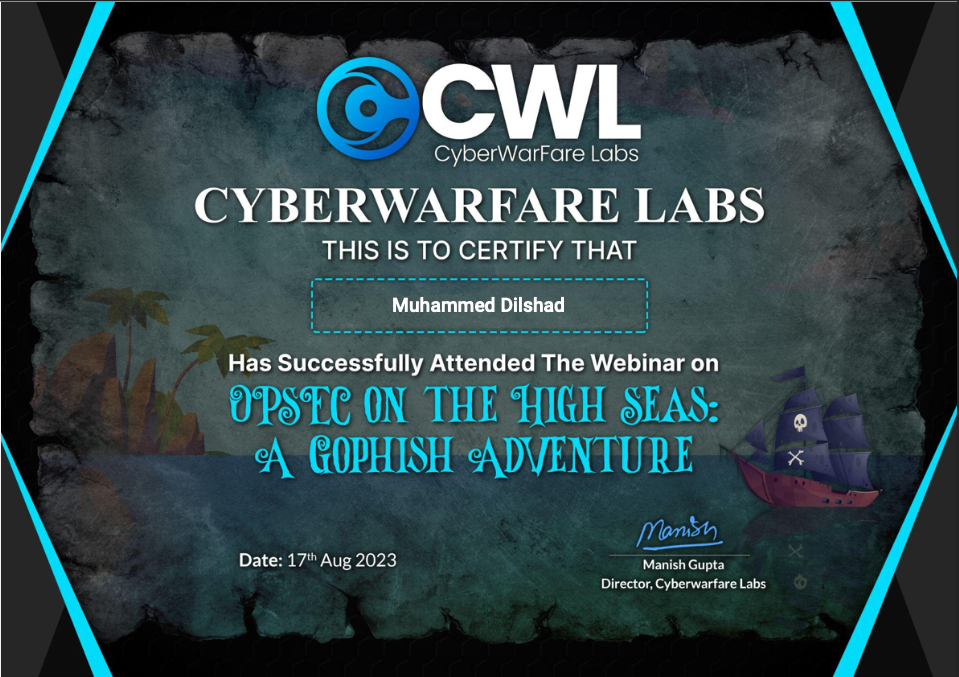 CWL
CyberWarFare Labs
CYBERWARFARE LABS
THIS IS TO CERTIFY THAT
Muhammed Dilshad
Has Successfully Attended The Webinar on
OPSEC ON THE HIGH SEAS:
A GOPHISH ADVENTURE
Manish
Date: 17th Aug 2023
Manish Gupta
Director, Cyberwarfare Labs